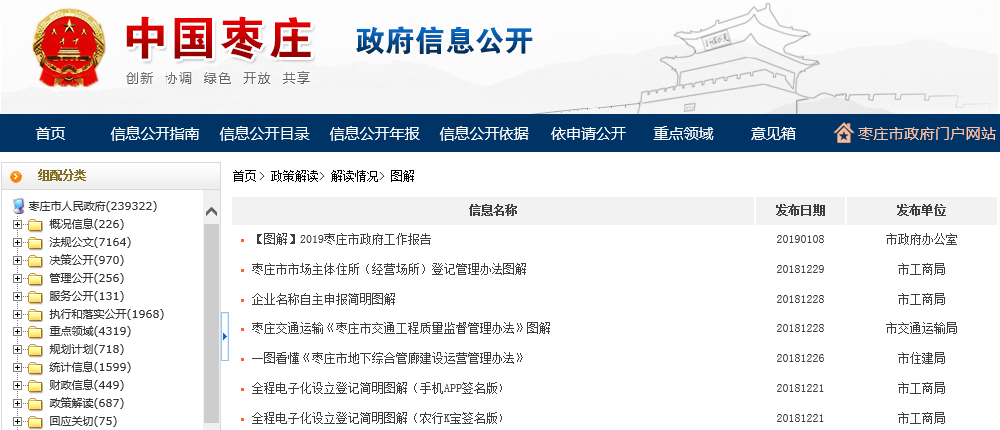 中国枣庄
政府信息公开
创新 协调 绿色 开放 共享
首页 信息公开指南 信息公开目录 信息公开年报 信息公开依据 依申请公开 重点领域 意见箱 枣庄市政府门户网站
组配分类
枣庄市人民政府(239322)
概况信息(226)
法规公文(7164)
决策公开(970)
管理公开(256)
服务公开(131)
执行和落实公开(1968)
重点领域(4319)
规划计划(718)
统计信息(1599)
财政信息(449)
政策解读(687)
回应关切(75)
首页> 政策解读> 解读情况> 图解
信息名称 发布日期 发布单位
【图解】2019枣庄市政府工作报告 20190108 市政府办公室
枣庄市市场主体住所（经营场所）登记管理办法图解 20181229 市工商局
企业名称自主申报简明图解 20181228 市工商局
枣庄交通运输《枣庄市交通工程质量监督管理办法》图解 20181228 市交通运输局
一图看懂《枣庄市地下综合管廊建设运营管理办法》 20181226 市住建局
全程电子化设立登记简明图解（手机APP签名版） 20181221 市工商局
全程电子化设立登记简明图解（农行K宝签名版） 20181221 市工商局